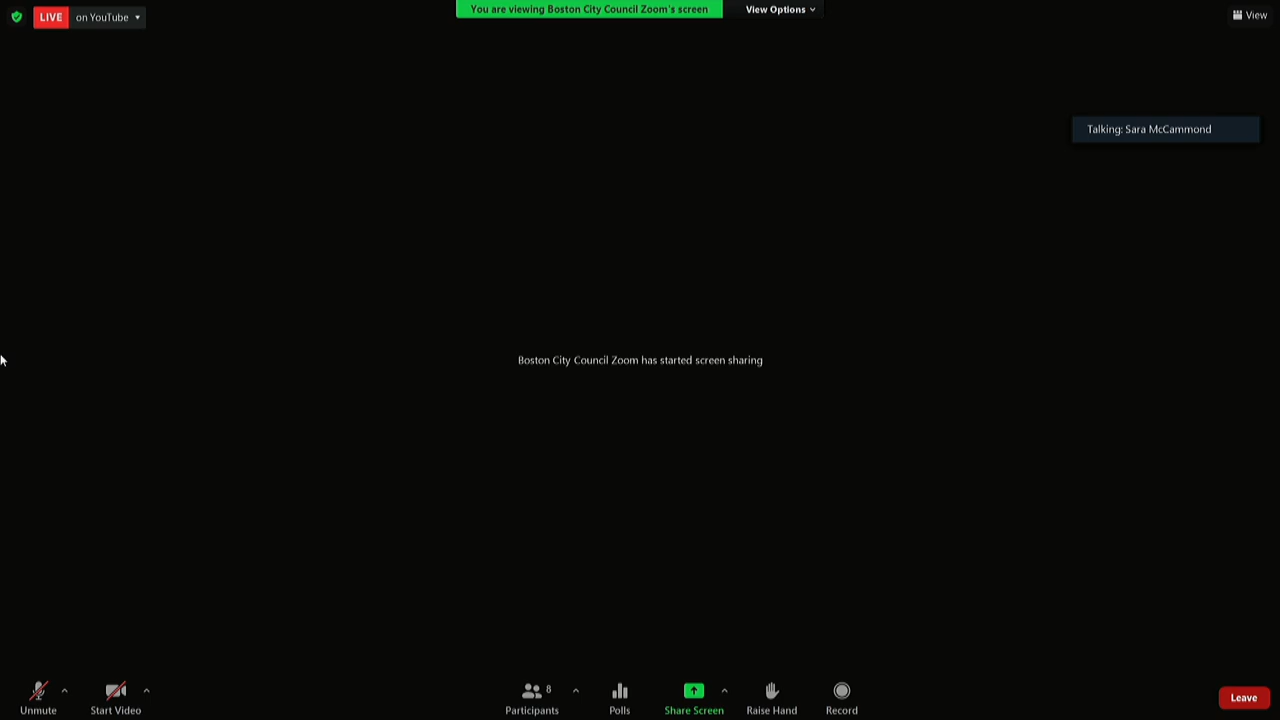 LIVE on YouTube
You are viewing Boston City Council Zoom's screen
View Options
View
Talking: Sara McCammond
Boston City Council Zoom has started screen sharing
Unmute
Start Video
8
Participants
Polls
Share Screen
Raise Hand
Record
Leave